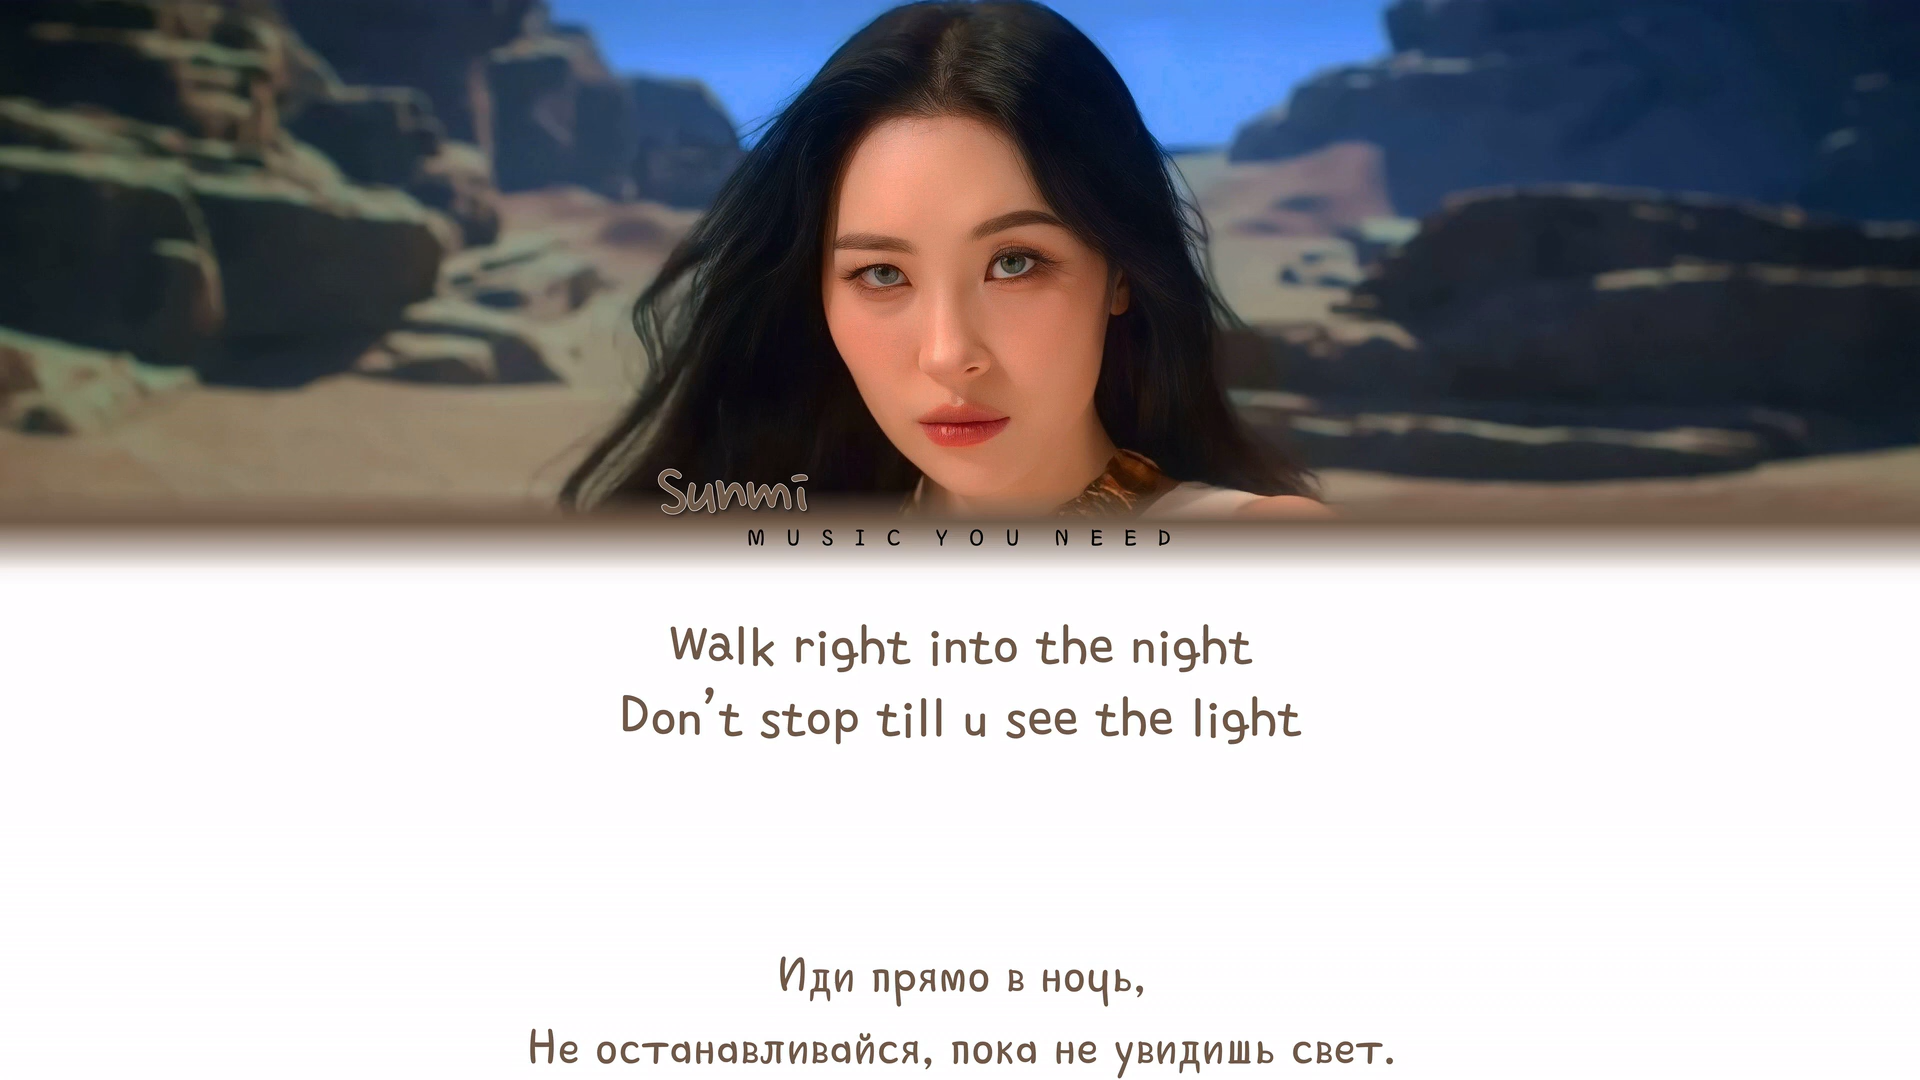 Sunmi
MUSIC YOU NEED
Walk right into the night
Don't stop till u see the light
Иди прямо в ночь,
Не останавливайся, пока не увидишь свет.